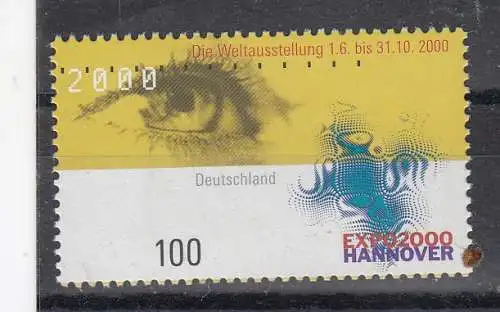 Die Weltausstellung 1.6. bis 31.10. 2000
2000
Deutschland
100
EXPO2000
HANNOVER